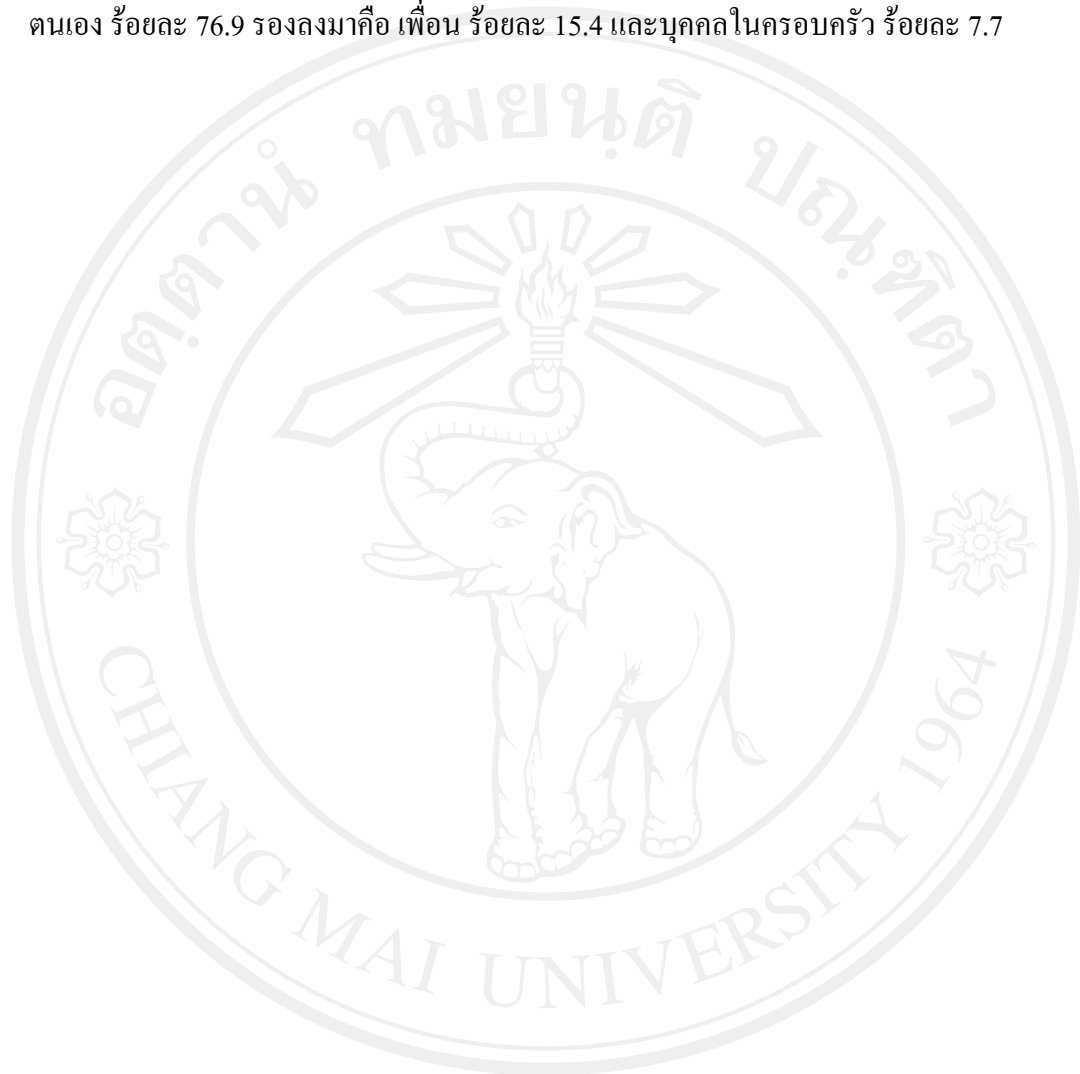 ตนเอง ร้อยละ 76.9 รองลงมาคือ เพื่อน ร้อยละ 15.4 และบุคคลในครอบครัว ร้อยละ 7.7
อตฺตานํ ทมยนฺติ ปณฺฑิตา
CHIANG MAI UNIVERSITY 1964